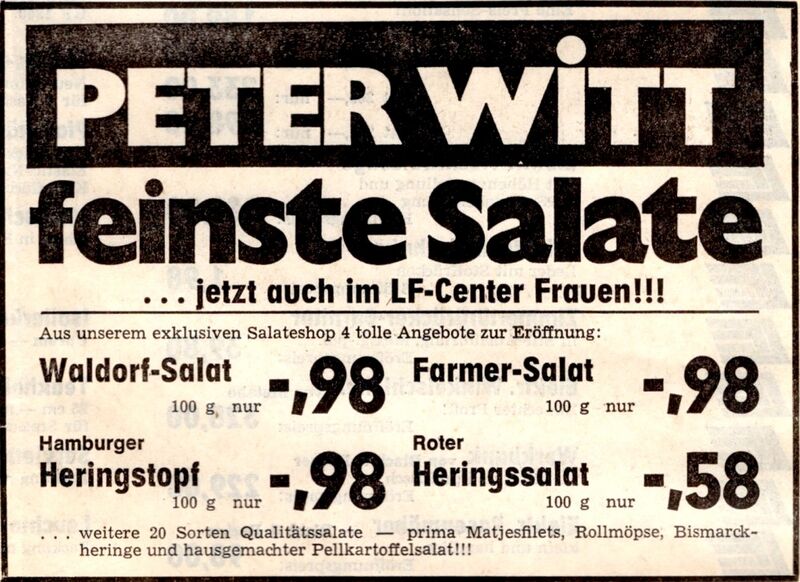 PETER WiTT
feinste Salate
... jetzt auch im LF-Center Frauen!!!
Aus unserem exklusiven Salateshop 4 tolle Angebote zur Eröffnung:
Waldorf-Salat
100 g nur -,98
Farmer-Salat
100 g nur -,98
Hamburger
Heringstopf
100 g nur -,98
Roter
Heringssalat
100 g nur -,58
... weitere 20 Sorten Qualitätssalate — prima Matjesfilets, Rollmöpse, Bismarck-
heringe und hausgemachter Pellkartoffelsalat!!!